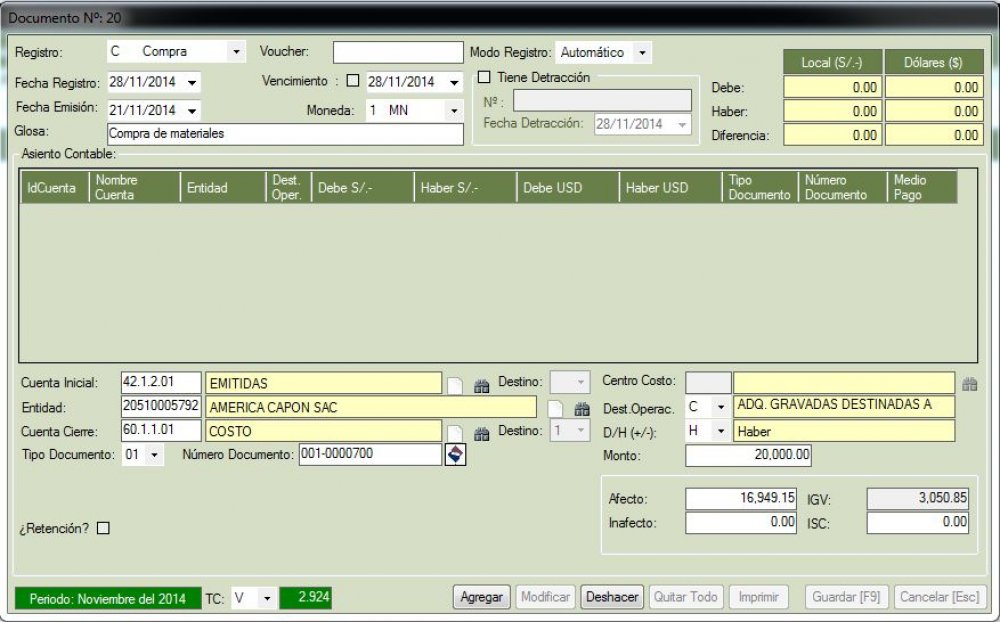 Documento Nº: 20
Registro: C Compra Voucher: Modo Registro: Automático
Local (S/.-) Dólares ($)
Fecha Registro: 28/11/2014 Vencimiento : 28/11/2014 Tiene Detracción
Debe: 0.00 0.00
Fecha Emisión: 21/11/2014 Moneda: 1 MN Nº :
Haber: 0.00 0.00
Glosa: Compra de materiales Fecha Detracción: 28/11/2014
Diferencia: 0.00 0.00
Asiento Contable:
IdCuenta Nombre Cuenta Entidad Dest. Oper. Debe S/.- Haber S/.- Debe USD Haber USD Tipo Documento Número Documento Medio Pago
Cuenta Inicial: 42.1.2.01 EMITIDAS Destino: Centro Costo:
Entidad: 20510005792 AMERICA CAPON SAC Dest.Operac. C ADQ. GRAVADAS DESTINADAS A
Cuenta Cierre: 60.1.1.01 COSTO Destino: 1 D/H (+/-): H Haber
Tipo Documento: 01 Número Documento: 001-0000700 Monto: 20,000.00
Afecto: 16,949.15 IGV: 3,050.85
Inafecto: 0.00 ISC: 0.00
¿Retención?
Periodo: Noviembre del 2014 TC: V 2.924 Agregar Modificar Deshacer Quitar Todo Imprimir Guardar [F9] Cancelar [Esc]